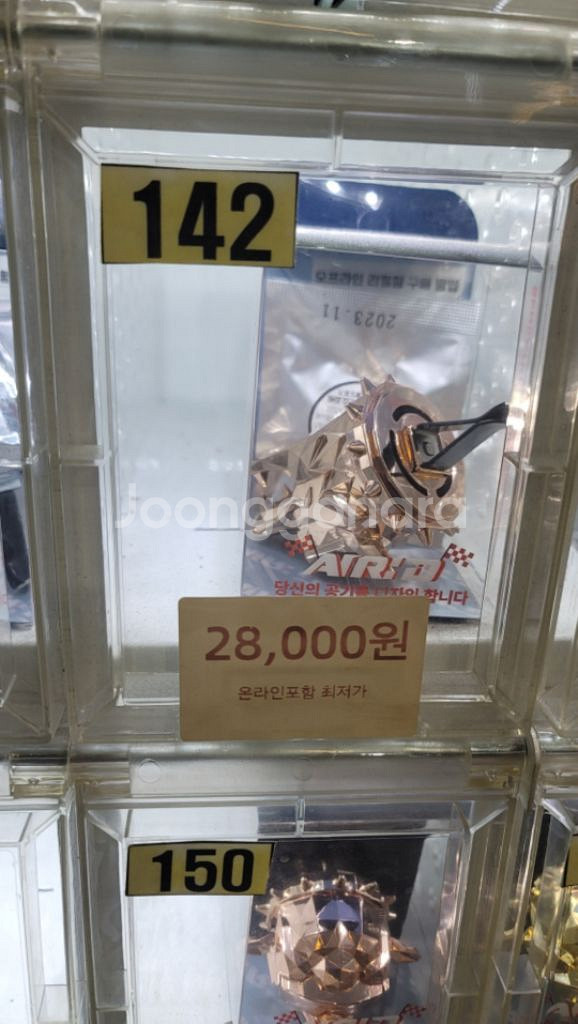 142
2023-11
Joonggonara
AIR
당신의 공기를 디자인 합니다
28,000원
온라인포함 최저가
150